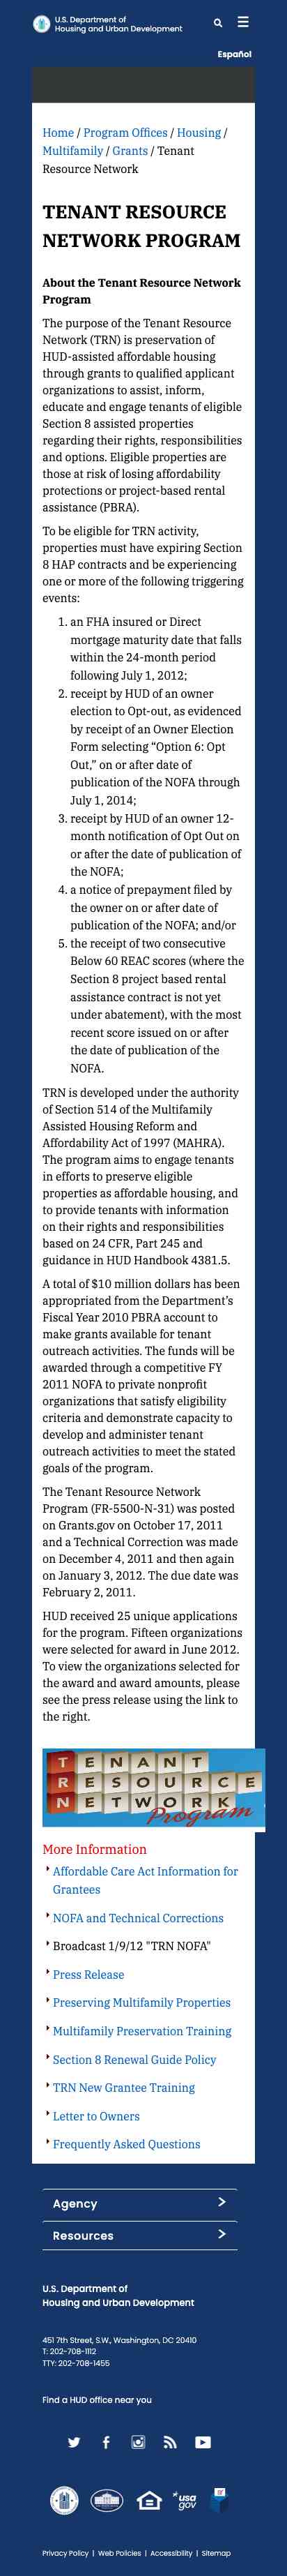 U.S. Department of
Housing and Urban Development
Español
Home / Program Offices / Housing /
Multifamily / Grants / Tenant
Resource Network
TENANT RESOURCE
NETWORK PROGRAM
About the Tenant Resource Network
Program
The purpose of the Tenant Resource
Network (TRN) is preservation of
HUD-assisted affordable housing
through grants to qualified applicant
organizations to assist, inform,
educate and engage tenants of eligible
Section 8 assisted properties
regarding their rights, responsibilities
and options. Eligible properties are
those at risk of losing affordability
protections or project-based rental
assistance (PBRA).
To be eligible for TRN activity,
properties must have expiring Section
8 HAP contracts and be experiencing
one or more of the following triggering
events:
1. an FHA insured or Direct
mortgage maturity date that falls
within the 24-month period
following July 1, 2012;
2. receipt by HUD of an owner
election to Opt-out, as evidenced
by receipt of an Owner Election
Form selecting “Option 6: Opt
Out,” on or after date of
publication of the NOFA through
July 1, 2014;
3. receipt by HUD of an owner 12-
month notification of Opt Out on
or after the date of publication of
the NOFA;
4. a notice of prepayment filed by
the owner on or after date of
publication of the NOFA; and/or
5. the receipt of two consecutive
Below 60 REAC scores (where the
Section 8 project based rental
assistance contract is not yet
under abatement), with the most
recent score issued on or after
the date of publication of the
NOFA.
TRN is developed under the authority
of Section 514 of the Multifamily
Assisted Housing Reform and
Affordability Act of 1997 (MAHRA).
The program aims to engage tenants
in efforts to preserve eligible
properties as affordable housing, and
to provide tenants with information
on their rights and responsibilities
based on 24 CFR, Part 245 and
guidance in HUD Handbook 4381.5.
A total of $10 million dollars has been
appropriated from the Department’s
Fiscal Year 2010 PBRA account to
make grants available for tenant
outreach activities. The funds will be
awarded through a competitive FY
2011 NOFA to private nonprofit
organizations that satisfy eligibility
criteria and demonstrate capacity to
develop and administer tenant
outreach activities to meet the stated
goals of the program.
The Tenant Resource Network
Program (FR-5500-N-31) was posted
on Grants.gov on October 17, 2011
and a Technical Correction was made
on December 4, 2011 and then again
on January 3, 2012. The due date was
February 2, 2011.
HUD received 25 unique applications
for the program. Fifteen organizations
were selected for award in June 2012.
To view the organizations selected for
the award and award amounts, please
see the press release using the link to
the right.
TENANT
RESOURCE
NETWORK
Program
More Information
Affordable Care Act Information for
Grantees
NOFA and Technical Corrections
Broadcast 1/9/12 "TRN NOFA"
Press Release
Preserving Multifamily Properties
Multifamily Preservation Training
Section 8 Renewal Guide Policy
TRN New Grantee Training
Letter to Owners
Frequently Asked Questions
Agency
Resources
U.S. Department of
Housing and Urban Development
451 7th Street, S.W., Washington, DC 20410
T: 202-708-1112
TTY: 202-708-1455
Find a HUD office near you
usa
gov
Privacy Policy | Web Policies | Accessibility | Sitemap